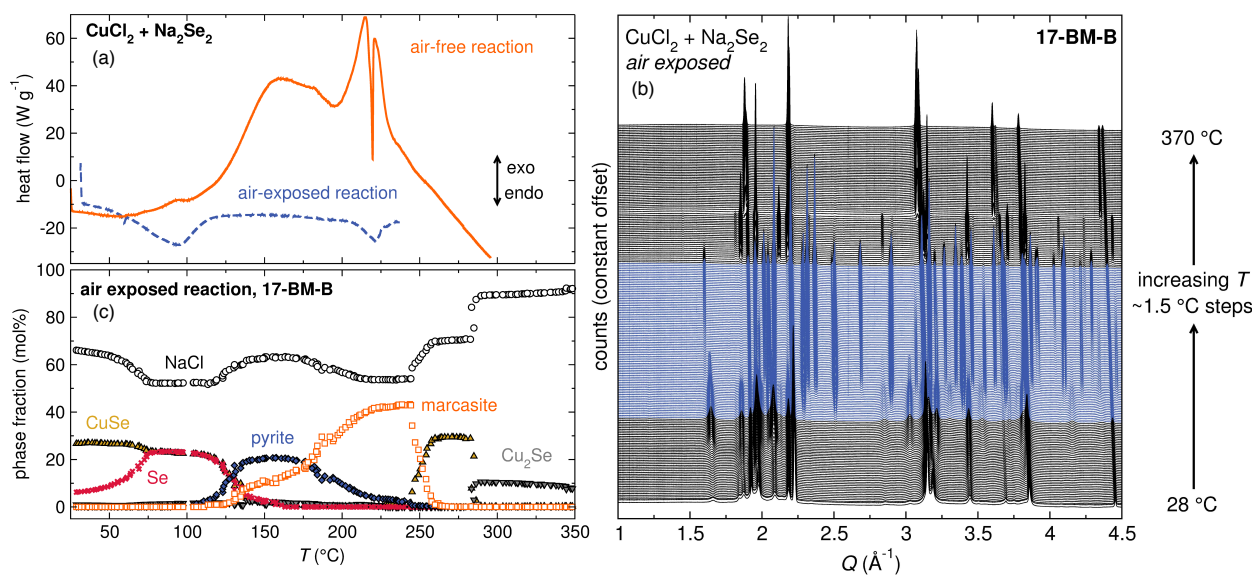 CuCl₂ + Na₂Se₂
(a)
air-free reaction
air-exposed reaction
exo
endo
heat flow (W g⁻¹)
60
40
20
0
-20
air exposed reaction, 17-BM-B
(c)
NaCl
CuSe
Se
pyrite
marcasite
Cu₂Se
phase fraction (mol%)
100
80
60
40
20
0
50 100 150 200 250 300 350
T (°C)
CuCl₂ + Na₂Se₂
air exposed
(b)
17-BM-B
counts (constant offset)
1 1.5 2 2.5 3 3.5 4 4.5
Q (Å⁻¹)
370 °C
increasing T
~1.5 °C steps
28 °C